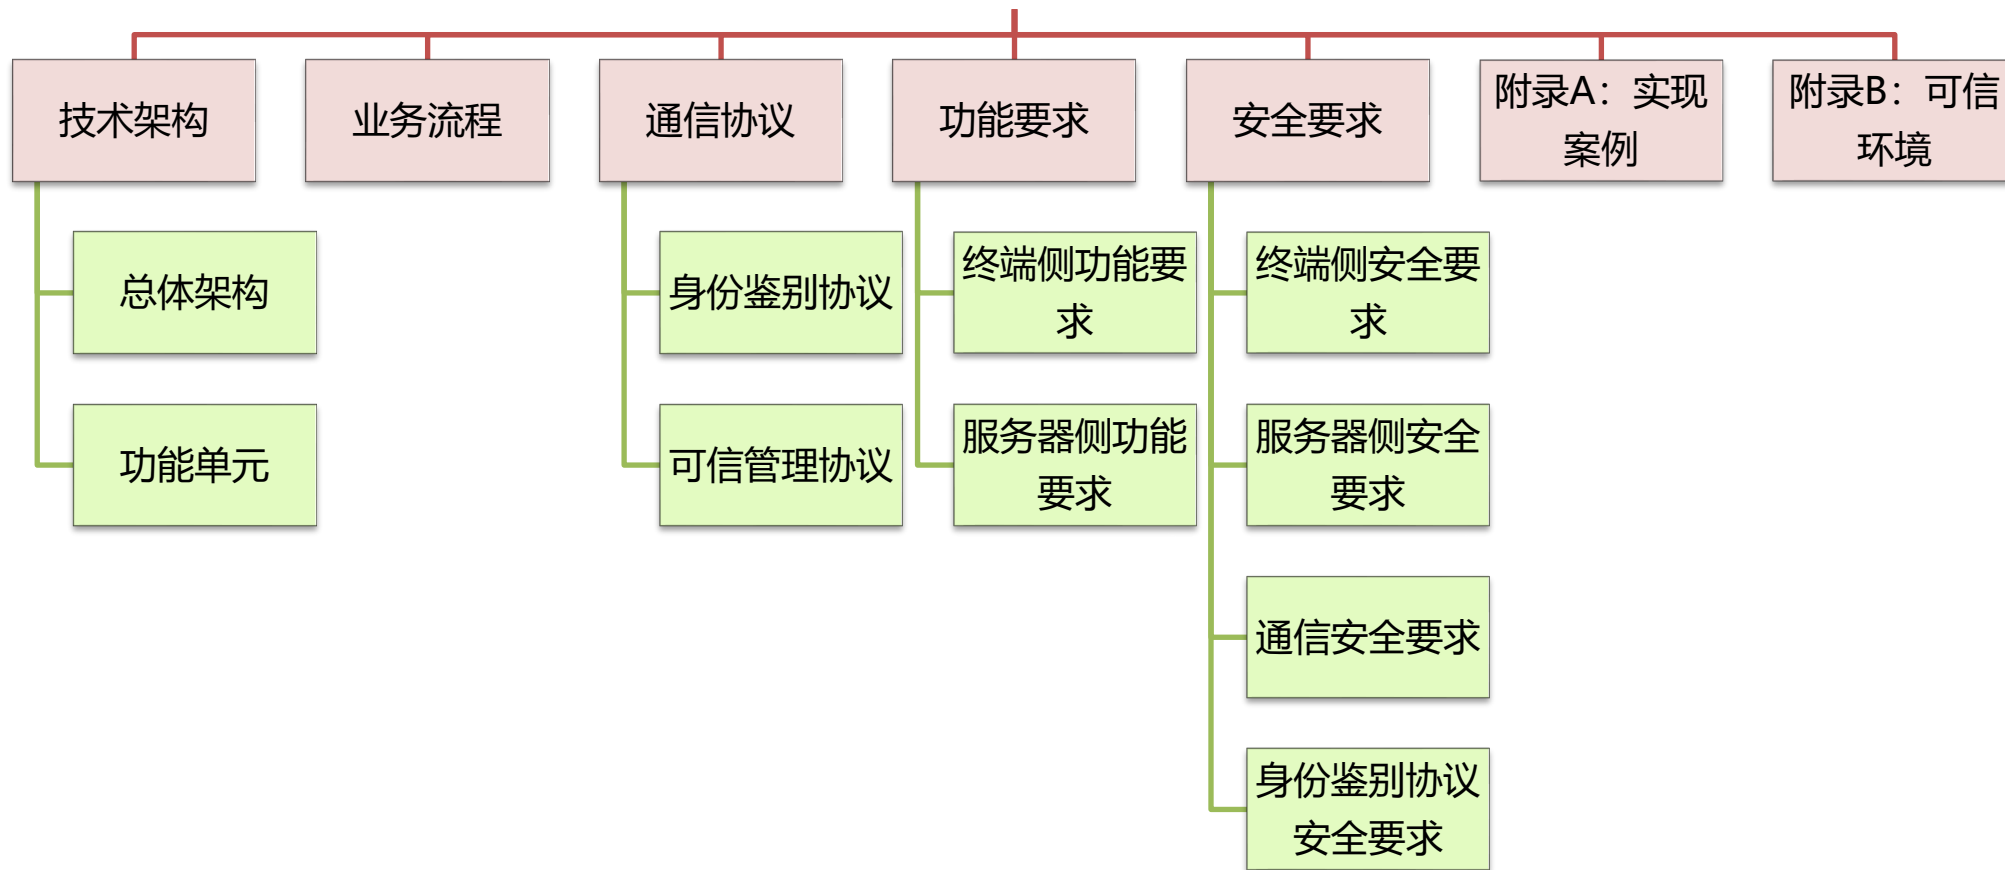 技术架构
业务流程
通信协议
功能要求
安全要求
附录A：实现
案例
附录B：可信
环境
总体架构
身份鉴别协议
终端侧功能要
求
终端侧安全要
求
功能单元
可信管理协议
服务器侧功能
要求
服务器侧安全
要求
通信安全要求
身份鉴别协议
安全要求